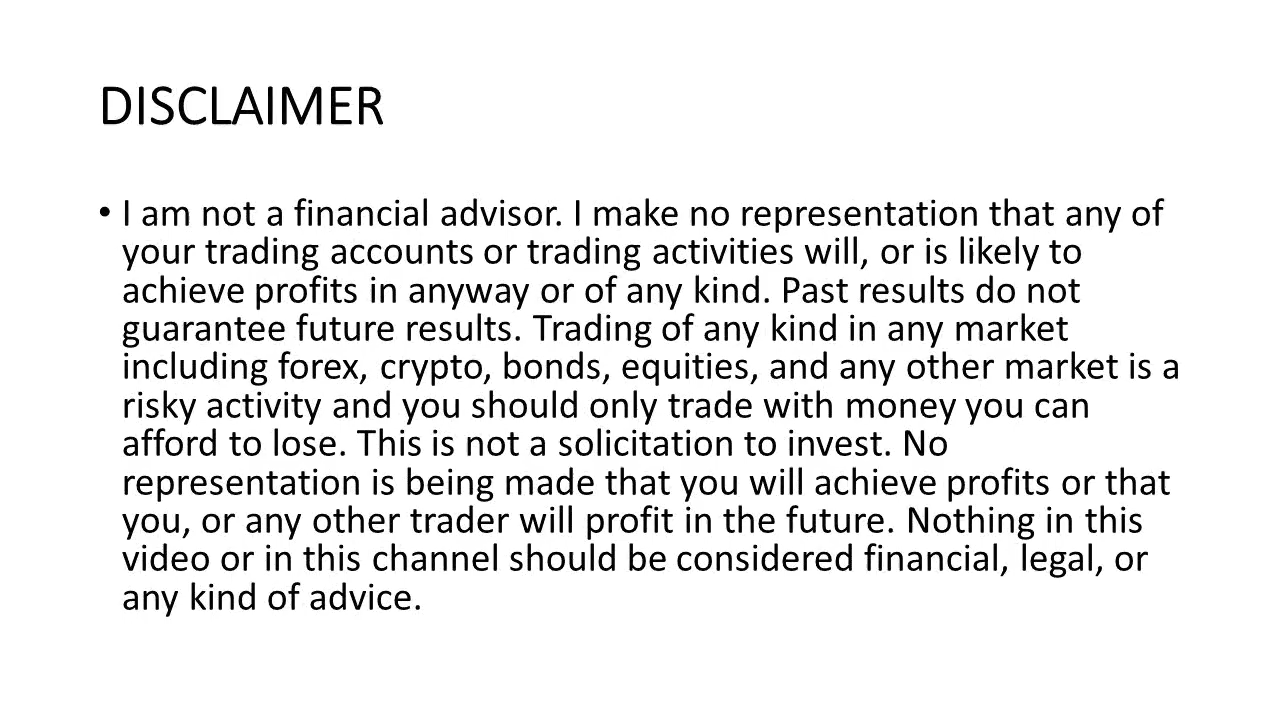 DISCLAIMER
• I am not a financial advisor. I make no representation that any of
your trading accounts or trading activities will, or is likely to
achieve profits in anyway or of any kind. Past results do not
guarantee future results. Trading of any kind in any market
including forex, crypto, bonds, equities, and any other market is a
risky activity and you should only trade with money you can
afford to lose. This is not a solicitation to invest. No
representation is being made that you will achieve profits or that
you, or any other trader will profit in the future. Nothing in this
video or in this channel should be considered financial, legal, or
any kind of advice.